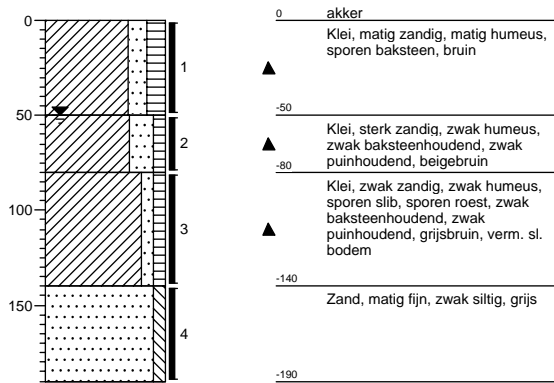 0
50
100
150
1
2
3
4
0
akker
Klei, matig zandig, matig humeus,
sporen baksteen, bruin
-50
Klei, sterk zandig, zwak humeus,
zwak baksteenhoudend, zwak
puinhoudend, beigebruin
-80
Klei, zwak zandig, zwak humeus,
sporen slib, sporen roest, zwak
baksteenhoudend, zwak
puinhoudend, grijsbruin, verm. sl.
bodem
-140
Zand, matig fijn, zwak siltig, grijs
-190